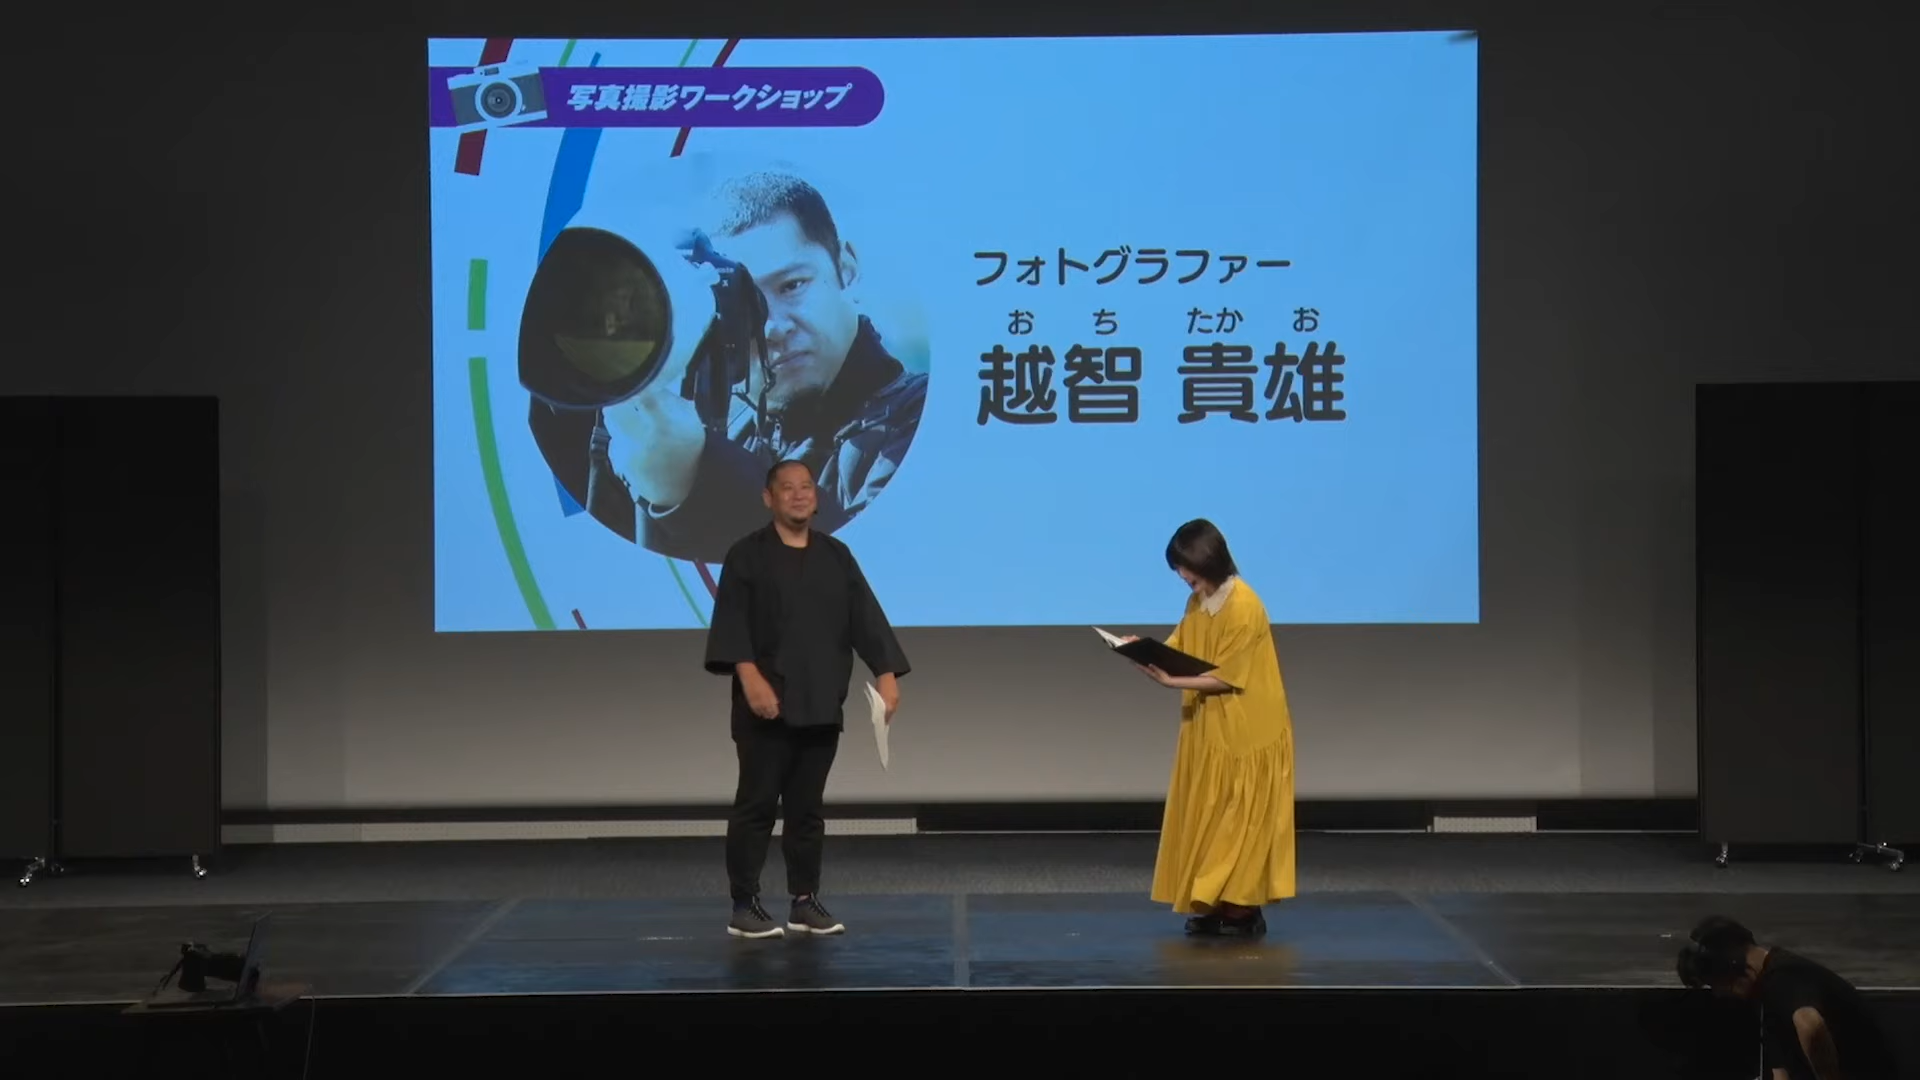 写真撮影ワークショップ
フォトグラファー
おち たかお
越智 貴雄